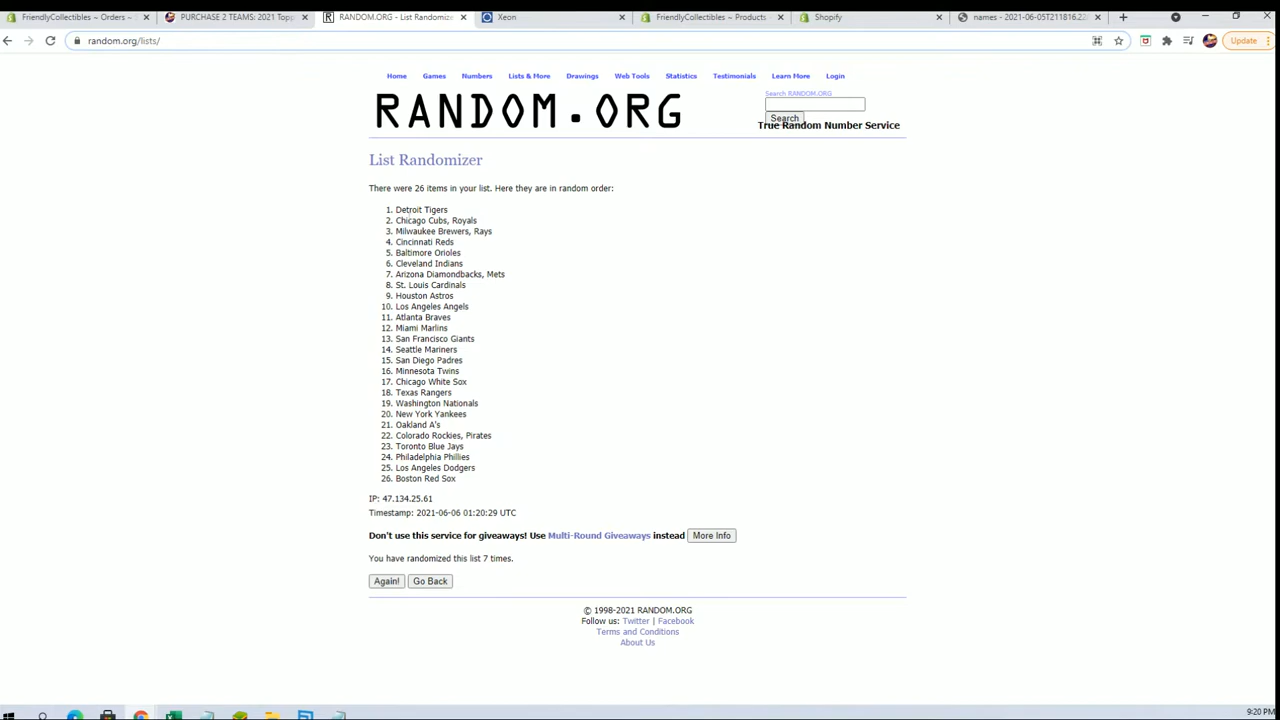 FriendlyCollectibles ~ Orders ~ S
PURCHASE 2 TEAMS: 2021 Topp
RANDOM.ORG - List Randomizer
Xeon
FriendlyCollectibles ~ Products ~
Shopify
names - 2021-06-05T211816.22
random.org/lists/
Update
Home
Games
Numbers
Lists & More
Drawings
Web Tools
Statistics
Testimonials
Learn More
Login
RANDOM.ORG
Search RANDOM.ORG
Search
True Random Number Service
List Randomizer
There were 26 items in your list. Here they are in random order:
1. Detroit Tigers
2. Chicago Cubs, Royals
3. Milwaukee Brewers, Rays
4. Cincinnati Reds
5. Baltimore Orioles
6. Cleveland Indians
7. Arizona Diamondbacks, Mets
8. St. Louis Cardinals
9. Houston Astros
10. Los Angeles Angels
11. Atlanta Braves
12. Miami Marlins
13. San Francisco Giants
14. Seattle Mariners
15. San Diego Padres
16. Minnesota Twins
17. Chicago White Sox
18. Texas Rangers
19. Washington Nationals
20. New York Yankees
21. Oakland A's
22. Colorado Rockies, Pirates
23. Toronto Blue Jays
24. Philadelphia Phillies
25. Los Angeles Dodgers
26. Boston Red Sox
IP: 47.134.25.61
Timestamp: 2021-06-06 01:20:29 UTC
Don't use this service for giveaways! Use Multi-Round Giveaways instead More Info
You have randomized this list 7 times.
Again! Go Back
© 1998-2021 RANDOM.ORG
Follow us: Twitter | Facebook
Terms and Conditions
About Us
9:20 PM